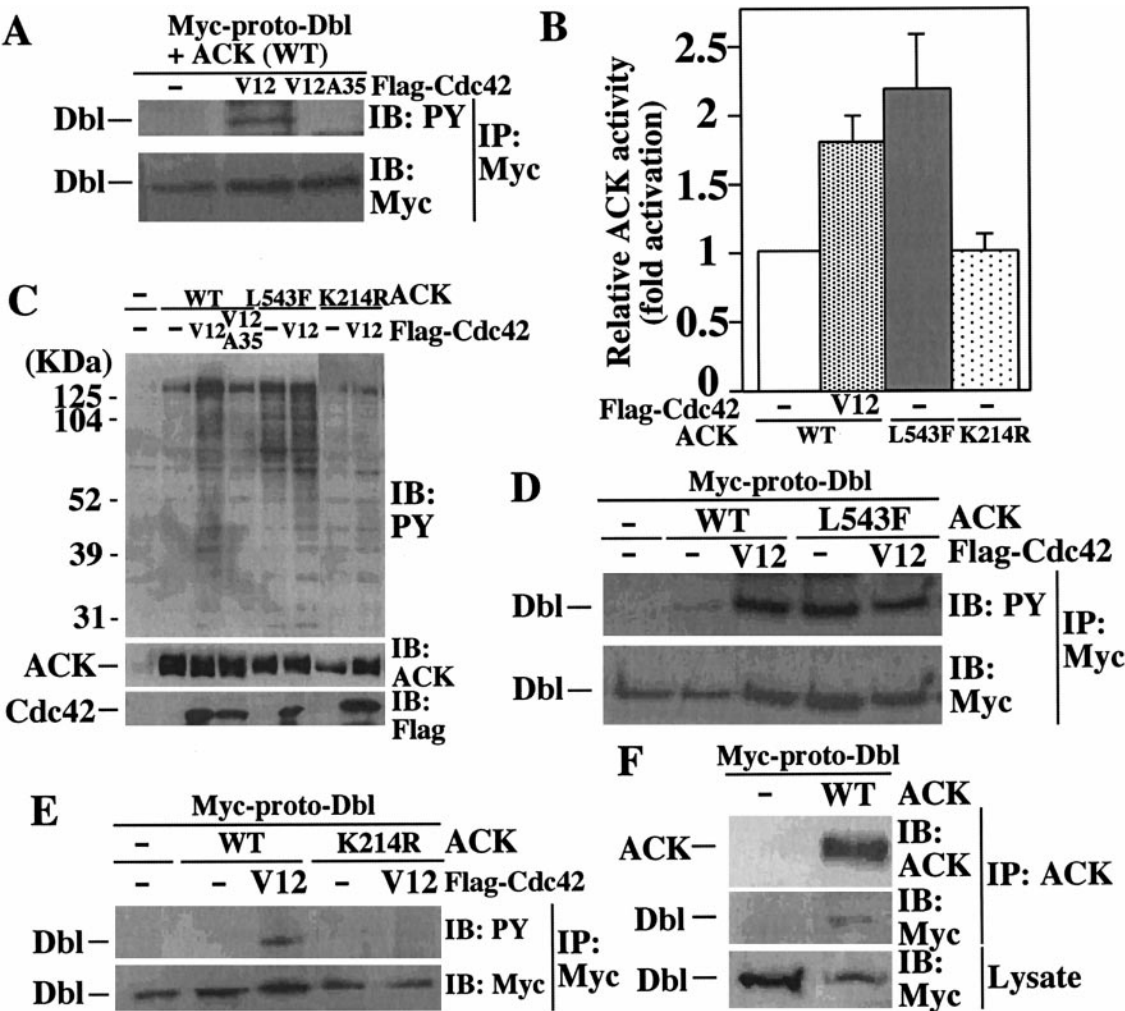 A
Myc-proto-Dbl
+ ACK (WT)
– V12 V12A35 Flag-Cdc42
Dbl– IB: PY
Dbl– IB: Myc
IP: Myc
B
Relative ACK activity
(fold activation)
2.5
2
1.5
1
0.5
0
Flag-Cdc42 – V12 – –
ACK WT L543F K214R
C
– WT L543F K214R ACK
– – V12 V12 A35 – V12 – V12 Flag-Cdc42
(KDa)
125 -
104 -
52 -
39 -
31 -
IB: PY
ACK– IB: ACK
Cdc42– IB: Flag
D
Myc-proto-Dbl
– WT L543F ACK
– – V12 – V12 Flag-Cdc42
Dbl– IB: PY
Dbl– IB: Myc
IP: Myc
E
Myc-proto-Dbl
– WT K214R ACK
– – V12 – V12 Flag-Cdc42
Dbl– IB: PY
Dbl– IB: Myc
IP: Myc
F
Myc-proto-Dbl
– WT ACK
ACK– IB: ACK
Dbl– IB: Myc
IP: ACK
Dbl– IB: Myc
Lysate